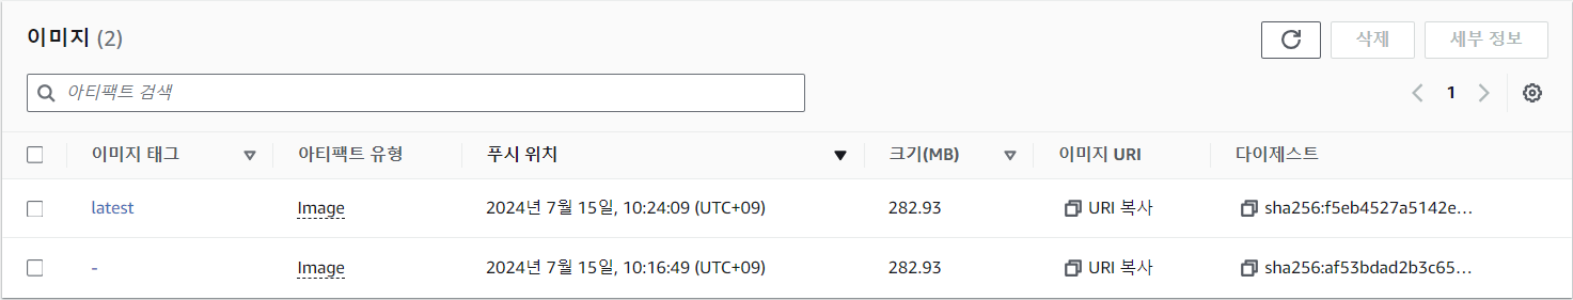 이미지 (2)
삭제
세부 정보
아티팩트 검색
1
이미지 태그 아티팩트 유형 푸시 위치 크기(MB) 이미지 URI 다이제스트
latest Image 2024년 7월 15일, 10:24:09 (UTC+09) 282.93 URI 복사 sha256:f5eb4527a5142e...
- Image 2024년 7월 15일, 10:16:49 (UTC+09) 282.93 URI 복사 sha256:af53bdad2b3c65...